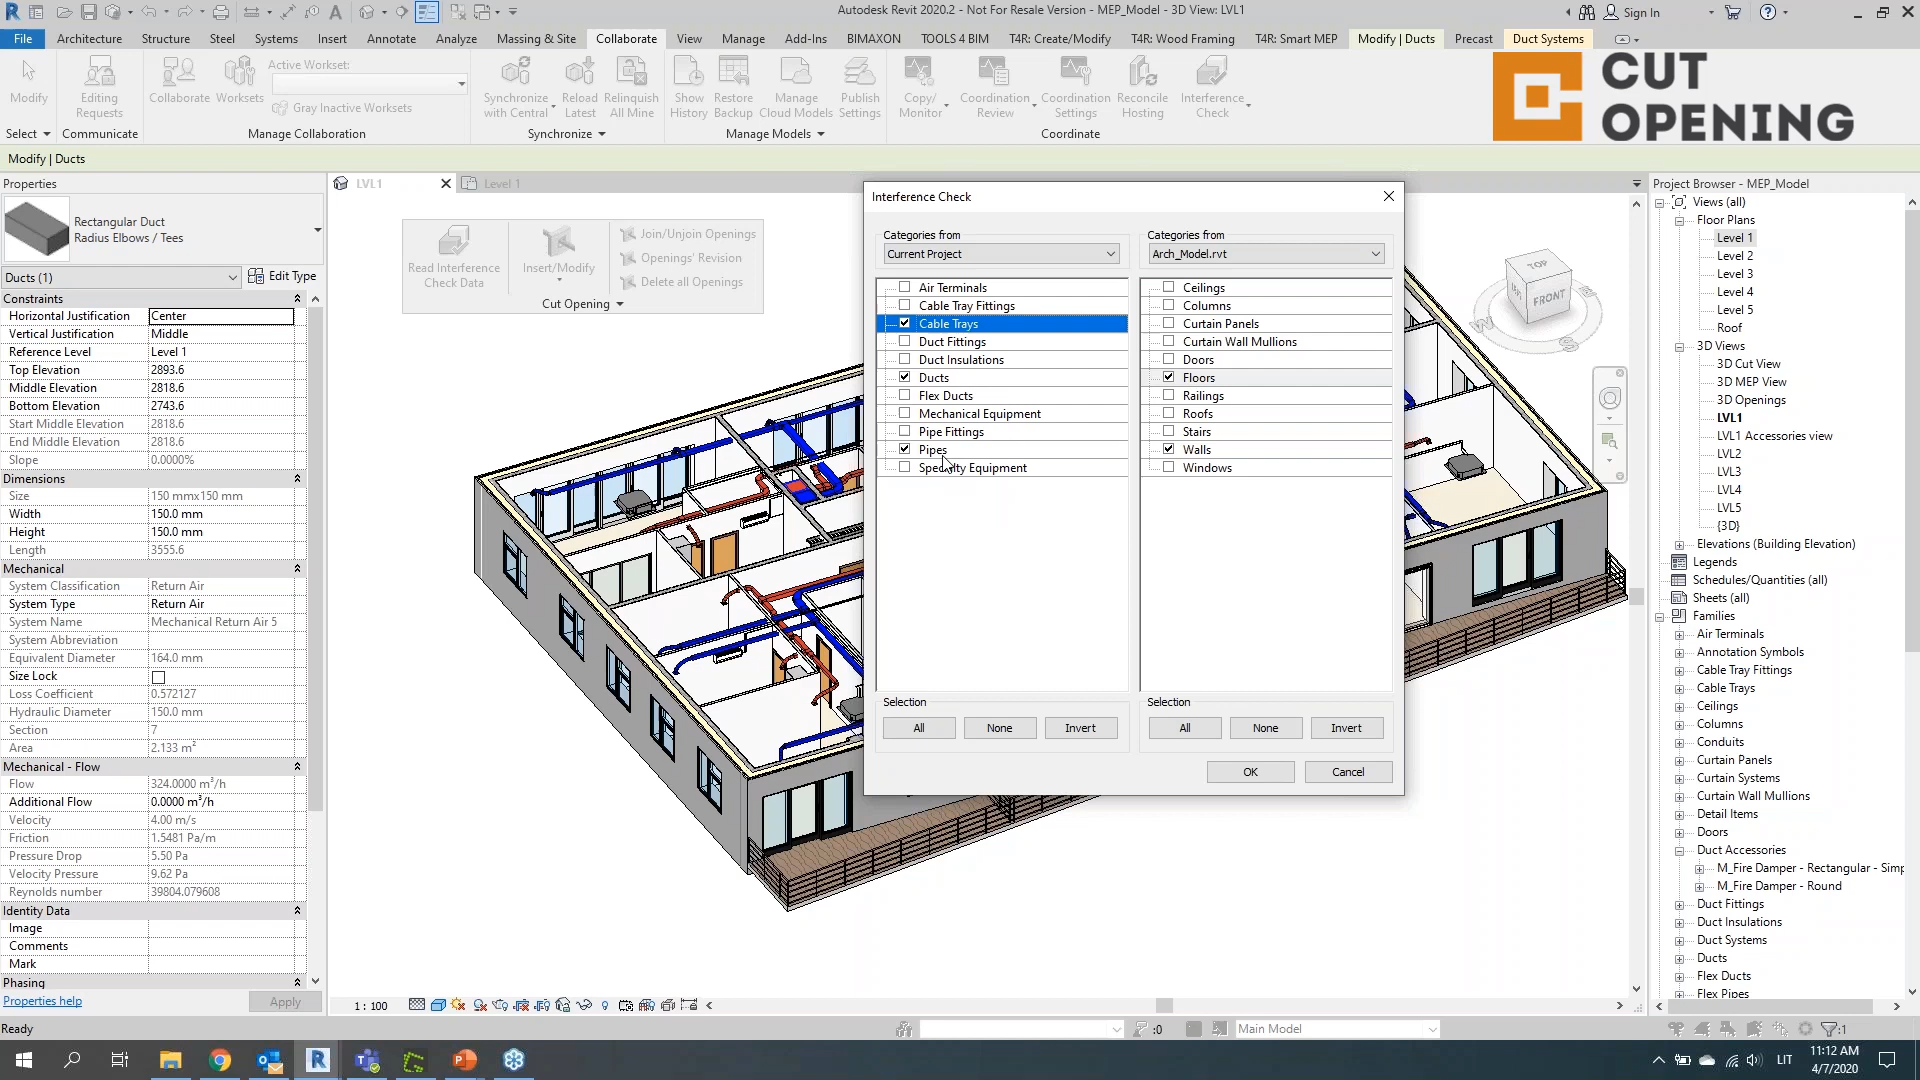 Autodesk Revit 2020.2 - Not For Resale Version - MEP_Model - 3D View: LVL1
Sign In
File Architecture Structure Steel Systems Insert Annotate Analyze Massing & Site Collaborate View Manage Add-Ins BIMAXON TOOLS 4 BIM T4R: Create/Modify T4R: Wood Framing T4R: Smart MEP Modify | Ducts Precast Duct Systems
CUT
OPENING
Active Workset:
Gray Inactive Worksets
Modify
Editing
Requests
Collaborate
Worksets
Synchronize
with Central
Reload
Latest
Relinquish
All Mine
Show
History
Restore
Backup
Manage
Cloud Models
Publish
Settings
Copy/
Monitor
Coordination
Review
Coordination
Settings
Reconcile
Hosting
Interference
Check
Select Communicate Manage Collaboration Synchronize Manage Models Coordinate
Modify | Ducts
Properties
Rectangular Duct
Radius Elbows / Tees
Ducts (1)
Edit Type
Constraints
Horizontal Justification Center
Vertical Justification Middle
Reference Level Level 1
Top Elevation 2893.6
Middle Elevation 2818.6
Bottom Elevation 2743.6
Start Middle Elevation 2818.6
End Middle Elevation 2818.6
Slope 0.0000%
Dimensions
Size 150 mmx150 mm
Width 150.0 mm
Height 150.0 mm
Length 3555.6
Mechanical
System Classification Return Air
System Type Return Air
System Name Mechanical Return Air 5
System Abbreviation
Equivalent Diameter 164.0 mm
Size Lock
Loss Coefficient 0.572127
Hydraulic Diameter 150.0 mm
Section 7
Area 2.133 m²
Mechanical - Flow
Flow 324.0000 m³/h
Additional Flow 0.0000 m³/h
Velocity 4.00 m/s
Friction 1.5481 Pa/m
Pressure Drop 5.50 Pa
Velocity Pressure 9.62 Pa
Reynolds number 39804.079608
Identity Data
Image
Comments
Mark
Phasing
Properties help
Apply
LVL1
Level 1
Read Interference
Check Data
Insert/Modify
Join/Unjoin Openings
Openings' Revision
Delete all Openings
Cut Opening
Interference Check
Categories from
Current Project
Air Terminals
Cable Tray Fittings
Cable Trays
Duct Fittings
Duct Insulations
Ducts
Flex Ducts
Mechanical Equipment
Pipe Fittings
Pipes
Specialty Equipment
Selection
All None Invert
Categories from
Arch_Model.rvt
Ceilings
Columns
Curtain Panels
Curtain Wall Mullions
Doors
Floors
Railings
Roofs
Stairs
Walls
Windows
Selection
All None Invert
OK Cancel
TOP
FRONT
W
S
Project Browser - MEP_Model
Views (all)
Floor Plans
Level 1
Level 2
Level 3
Level 4
Level 5
Roof
3D Views
3D Cut View
3D MEP View
3D Openings
LVL1
LVL1 Accessories view
LVL2
LVL3
LVL4
LVL5
{3D}
Elevations (Building Elevation)
Legends
Schedules/Quantities (all)
Sheets (all)
Families
Air Terminals
Annotation Symbols
Cable Tray Fittings
Cable Trays
Ceilings
Columns
Conduits
Curtain Panels
Curtain Systems
Curtain Wall Mullions
Detail Items
Doors
Duct Accessories
M_Fire Damper - Rectangular - Simp
M_Fire Damper - Round
Duct Fittings
Duct Insulations
Duct Systems
Ducts
Flex Ducts
Flex Pipes
1 : 100
Ready
:0
Main Model
:1
LIT
11:12 AM
4/7/2020